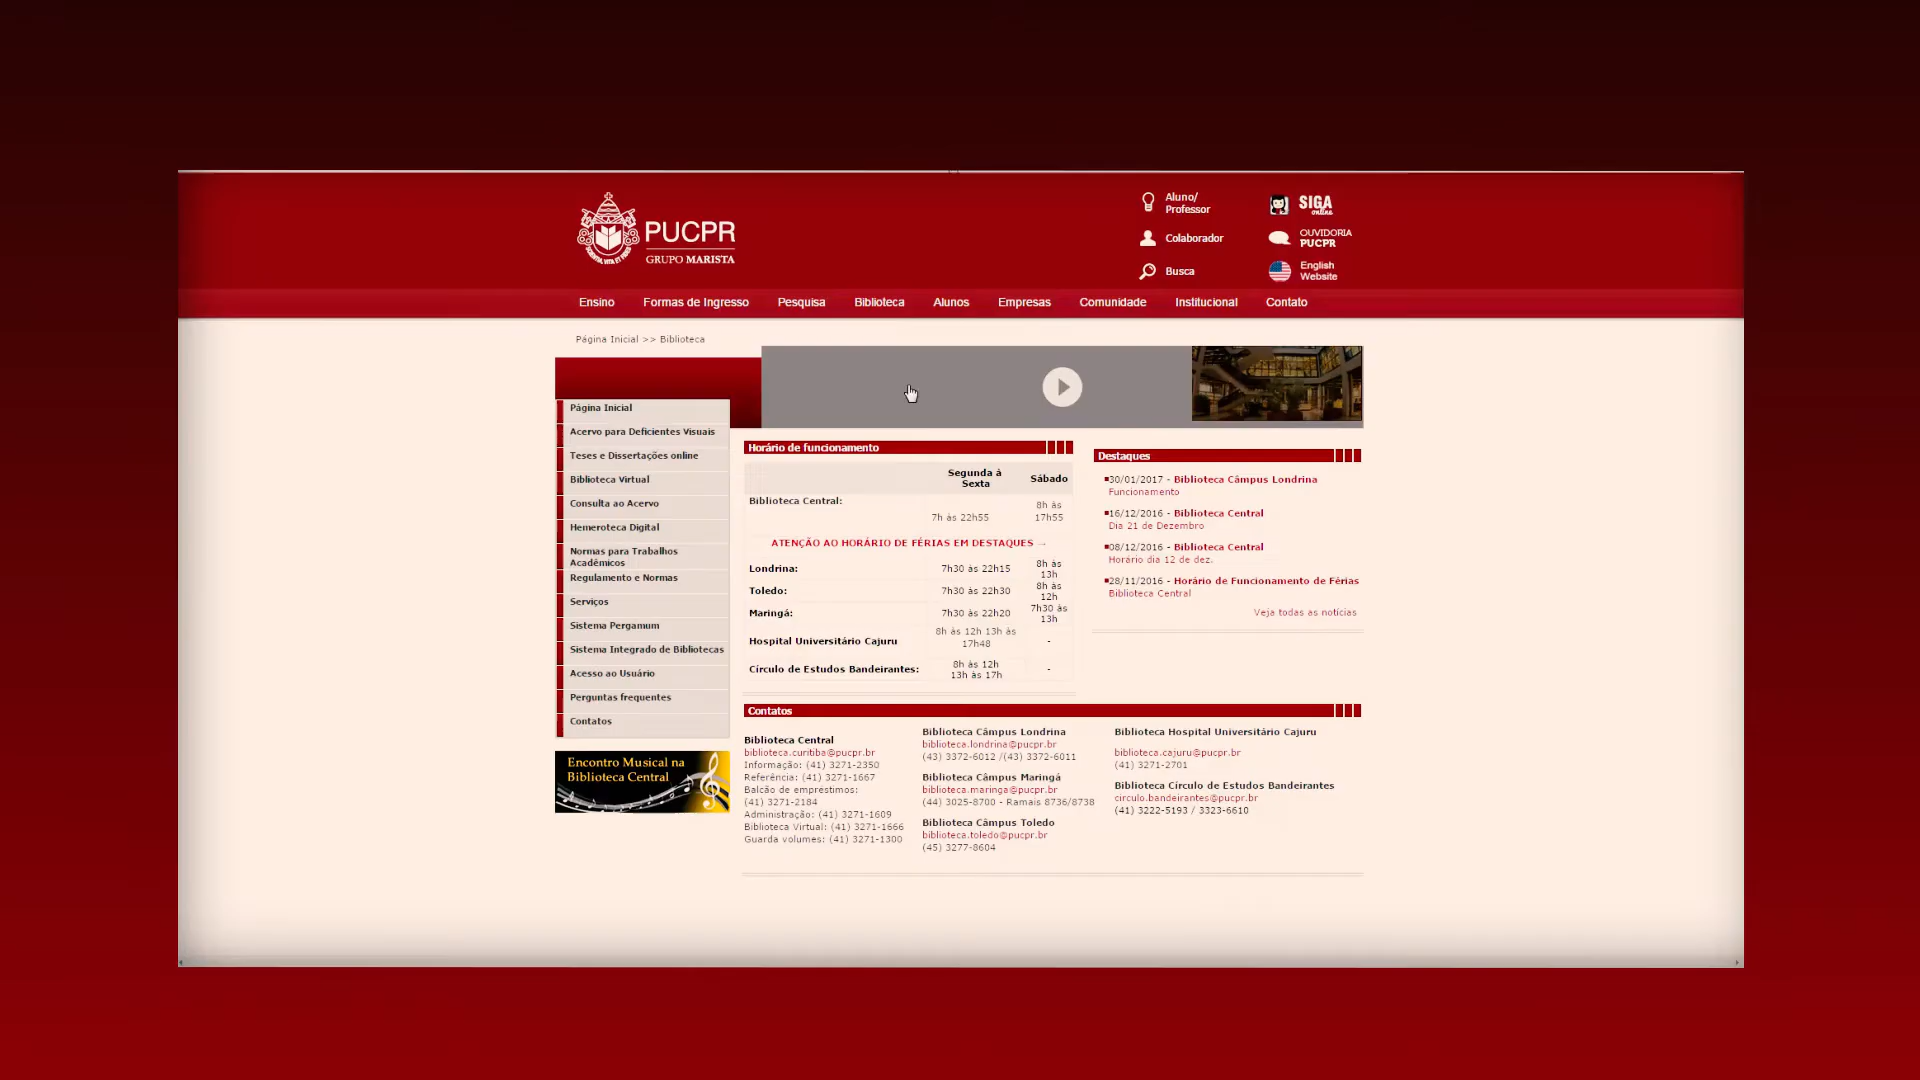 PUCPR
GRUPO MARISTA
Aluno/
Professor
Colaborador
Busca
SIGA
online
OUVIDORIA
PUCPR
English
Website
Ensino Formas de Ingresso Pesquisa Biblioteca Alunos Empresas Comunidade Institucional Contato
Página Inicial >> Biblioteca
Página Inicial
Acervo para Deficientes Visuais
Teses e Dissertações online
Biblioteca Virtual
Consulta ao Acervo
Hemeroteca Digital
Normas para Trabalhos
Acadêmicos
Regulamento e Normas
Serviços
Sistema Pergamum
Sistema Integrado de Bibliotecas
Acesso ao Usuário
Perguntas frequentes
Contatos
Encontro Musical na
Biblioteca Central
Horário de funcionamento
Segunda à
Sexta
Sábado
Biblioteca Central:
7h às 22h55
8h às
17h55
ATENÇÃO AO HORÁRIO DE FÉRIAS EM DESTAQUES →
Londrina: 7h30 às 22h15
8h às
13h
Toledo: 7h30 às 22h30
8h às
12h
Maringá: 7h30 às 22h20
7h30 às
13h
Hospital Universitário Cajuru
8h às 12h 13h às
17h48
-
Círculo de Estudos Bandeirantes:
8h às 12h
13h às 17h
-
Destaques
30/01/2017 - Biblioteca Câmpus Londrina
Funcionamento
16/12/2016 - Biblioteca Central
Dia 21 de Dezembro
08/12/2016 - Biblioteca Central
Horário dia 12 de dez.
28/11/2016 - Horário de Funcionamento de Férias
Biblioteca Central
Veja todas as notícias
Contatos
Biblioteca Central
biblioteca.curitiba@pucpr.br
Informação: (41) 3271-2350
Referência: (41) 3271-1667
Balcão de empréstimos:
(41) 3271-2184
Administração: (41) 3271-1609
Biblioteca Virtual: (41) 3271-1666
Guarda volumes: (41) 3271-1300
Biblioteca Câmpus Londrina
biblioteca.londrina@pucpr.br
(43) 3372-6012 /(43) 3372-6011
Biblioteca Câmpus Maringá
biblioteca.maringa@pucpr.br
(44) 3025-8700 - Ramais 8736/8738
Biblioteca Câmpus Toledo
biblioteca.toledo@pucpr.br
(45) 3277-8604
Biblioteca Hospital Universitário Cajuru
biblioteca.cajuru@pucpr.br
(41) 3271-2701
Biblioteca Círculo de Estudos Bandeirantes
circulo.bandeirantes@pucpr.br
(41) 3222-5193 / 3323-6610